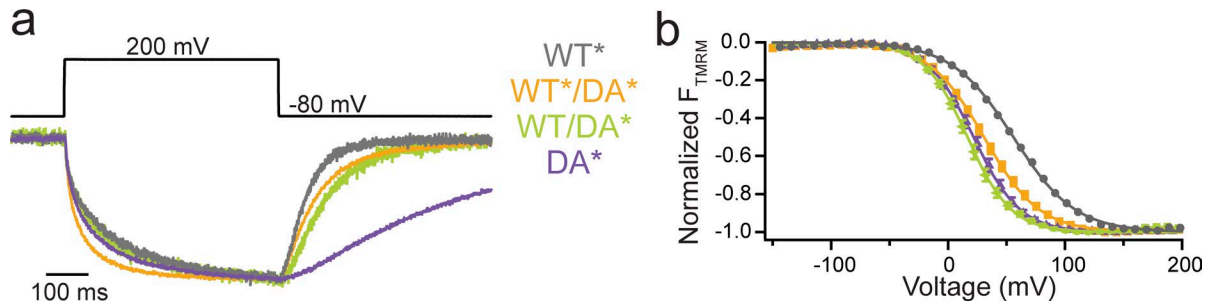 a
200 mV
-80 mV
100 ms
WT*
WT*/DA*
WT/DA*
DA*
b
Normalized F_TMRM
0.0
-0.2
-0.4
-0.6
-0.8
-1.0
-100 0 100 200
Voltage (mV)